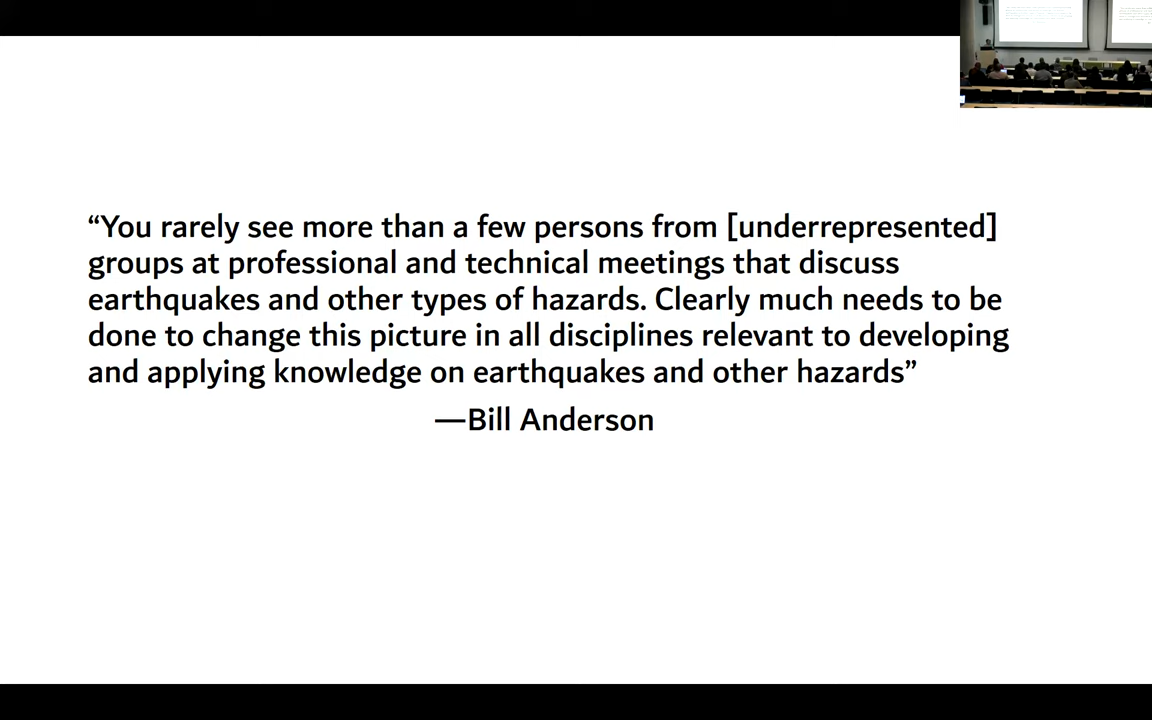 “You rarely see more than a few persons from [underrepresented]
groups at professional and technical meetings that discuss
earthquakes and other types of hazards. Clearly much needs to be
done to change this picture in all disciplines relevant to developing
and applying knowledge on earthquakes and other hazards”
—Bill Anderson